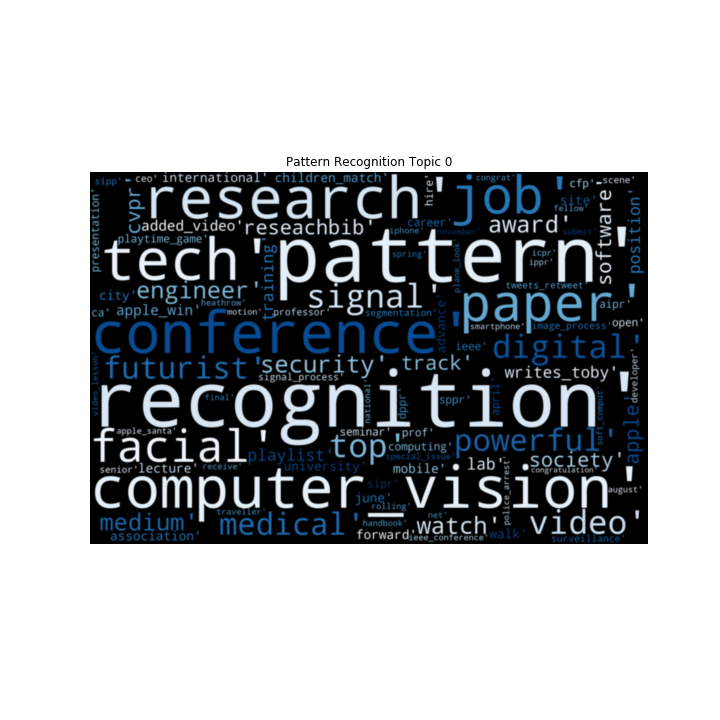 Pattern Recognition Topic 0
sipp' ceo' international' children_match' congrat' cfp' scene'
presentation' cvpr research' hire' job' site' fellow'
added_video' reseachbib' career' iphone' november' award' submit software' position'
playtime_game'
tech' training pattern' spring' plane_look' icpr' ippr'
city' engineer' signal' tweets_retweet'
heathrow' paper' aipr'
ca' apple_win' motion' professor' segmentation' advance' smartphone' image_process' open'
conference' ieee' digital'
futurist' security' track' writes_toby' developer'
video_lesson' signal_process'
recognition' final' national' dppr' sppr' april' soft_comput' apple'
apple_santa' seminar' prof'
facial' top' computing' powerful'
playlist' special_issue'
senior' lecture' receive' university' mobile' lab' congratulation' society'
computer_vision' sipr' police_arrest' august'
june' rolling'
traveller' net'
medium' medical' handbook' watch' video'
association' forward ieee_conference' walk' surveillance'